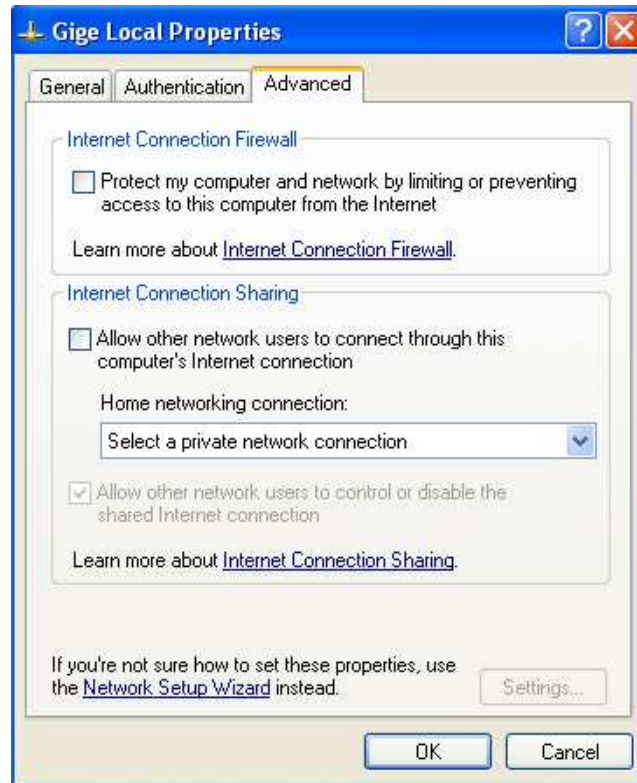 Gige Local Properties
General Authentication Advanced
Internet Connection Firewall
Protect my computer and network by limiting or preventing
access to this computer from the Internet
Learn more about Internet Connection Firewall.
Internet Connection Sharing
Allow other network users to connect through this
computer's Internet connection
Home networking connection:
Select a private network connection
Allow other network users to control or disable the
shared Internet connection
Learn more about Internet Connection Sharing.
If you're not sure how to set these properties, use
the Network Setup Wizard instead.
Settings...
OK Cancel